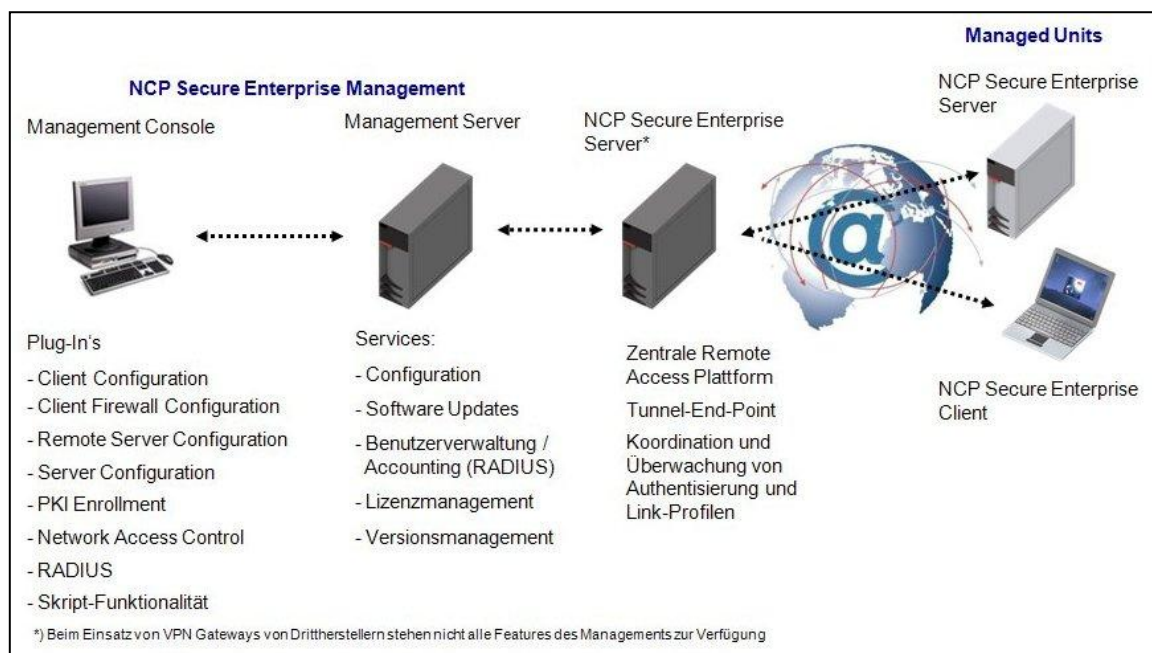 Managed Units
NCP Secure Enterprise Management
NCP Secure Enterprise
Server
Management Console
Management Server
NCP Secure Enterprise
Server*
@
Plug-In‘s
- Client Configuration
- Client Firewall Configuration
- Remote Server Configuration
- Server Configuration
- PKI Enrollment
- Network Access Control
- RADIUS
- Skript-Funktionalität
Services:
- Configuration
- Software Updates
- Benutzerverwaltung /
Accounting (RADIUS)
- Lizenzmanagement
- Versionsmanagement
Zentrale Remote
Access Plattform
Tunnel-End-Point
Koordination und
Überwachung von
Authentisierung und
Link-Profilen
NCP Secure Enterprise
Client
*) Beim Einsatz von VPN Gateways von Drittherstellern stehen nicht alle Features des Managements zur Verfügung